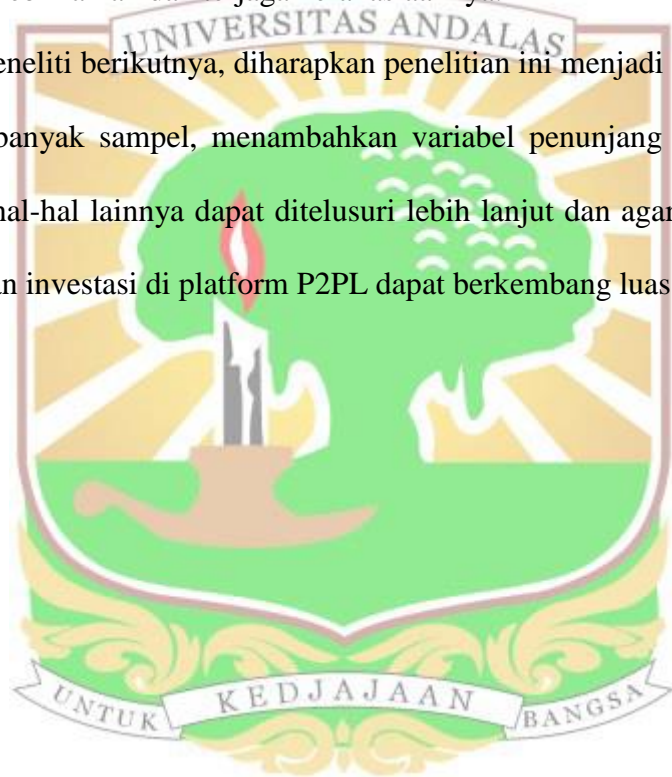 UNIVERSITAS ANDALAS
eneliti berikutnya, diharapkan penelitian ini menjadi
banyak sampel, menambahkan variabel penunjang
hal-hal lainnya dapat ditelusuri lebih lanjut dan agar
an investasi di platform P2PL dapat berkembang luas
UNTUK KEDJAJAAN BANGSA